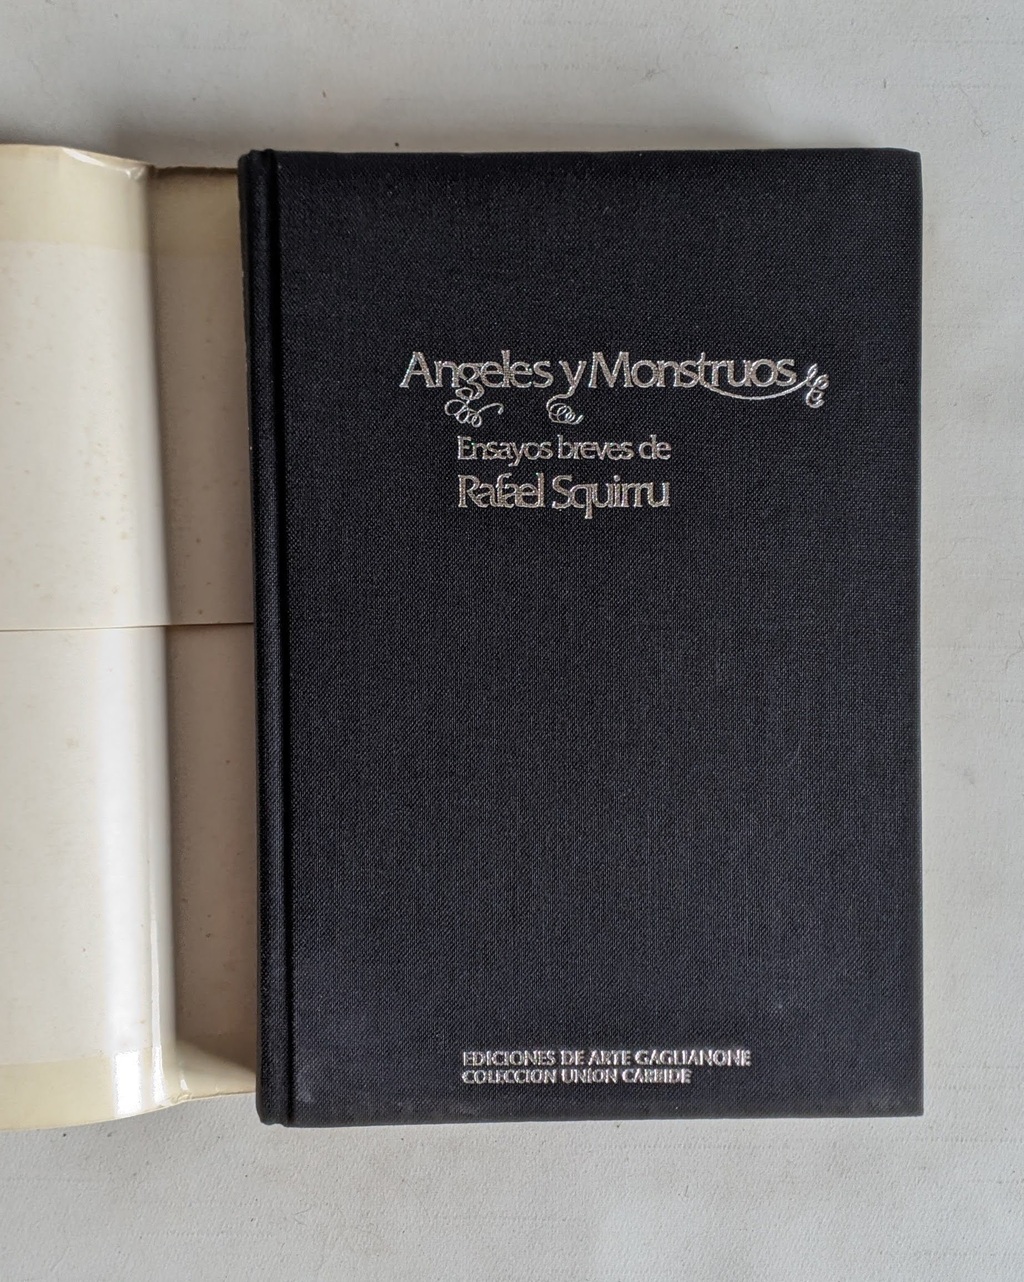 Angeles y Monstruos
Ensayos breves de
Rafael Squirru
EDICIONES DE ARTE GAGLIANONE
COLECCION UNION CARBIDE